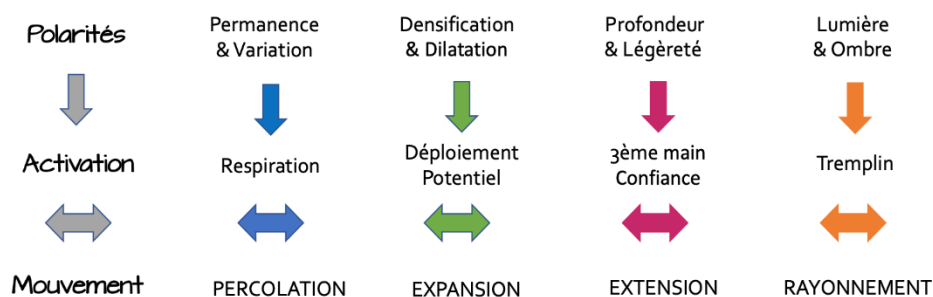 Polarités
Permanence
& Variation
Densification
& Dilatation
Profondeur
& Légèreté
Lumière
& Ombre
Activation
Respiration
Déploiement
Potentiel
3ème main
Confiance
Tremplin
Mouvement
PERCOLATION
EXPANSION
EXTENSION
RAYONNEMENT